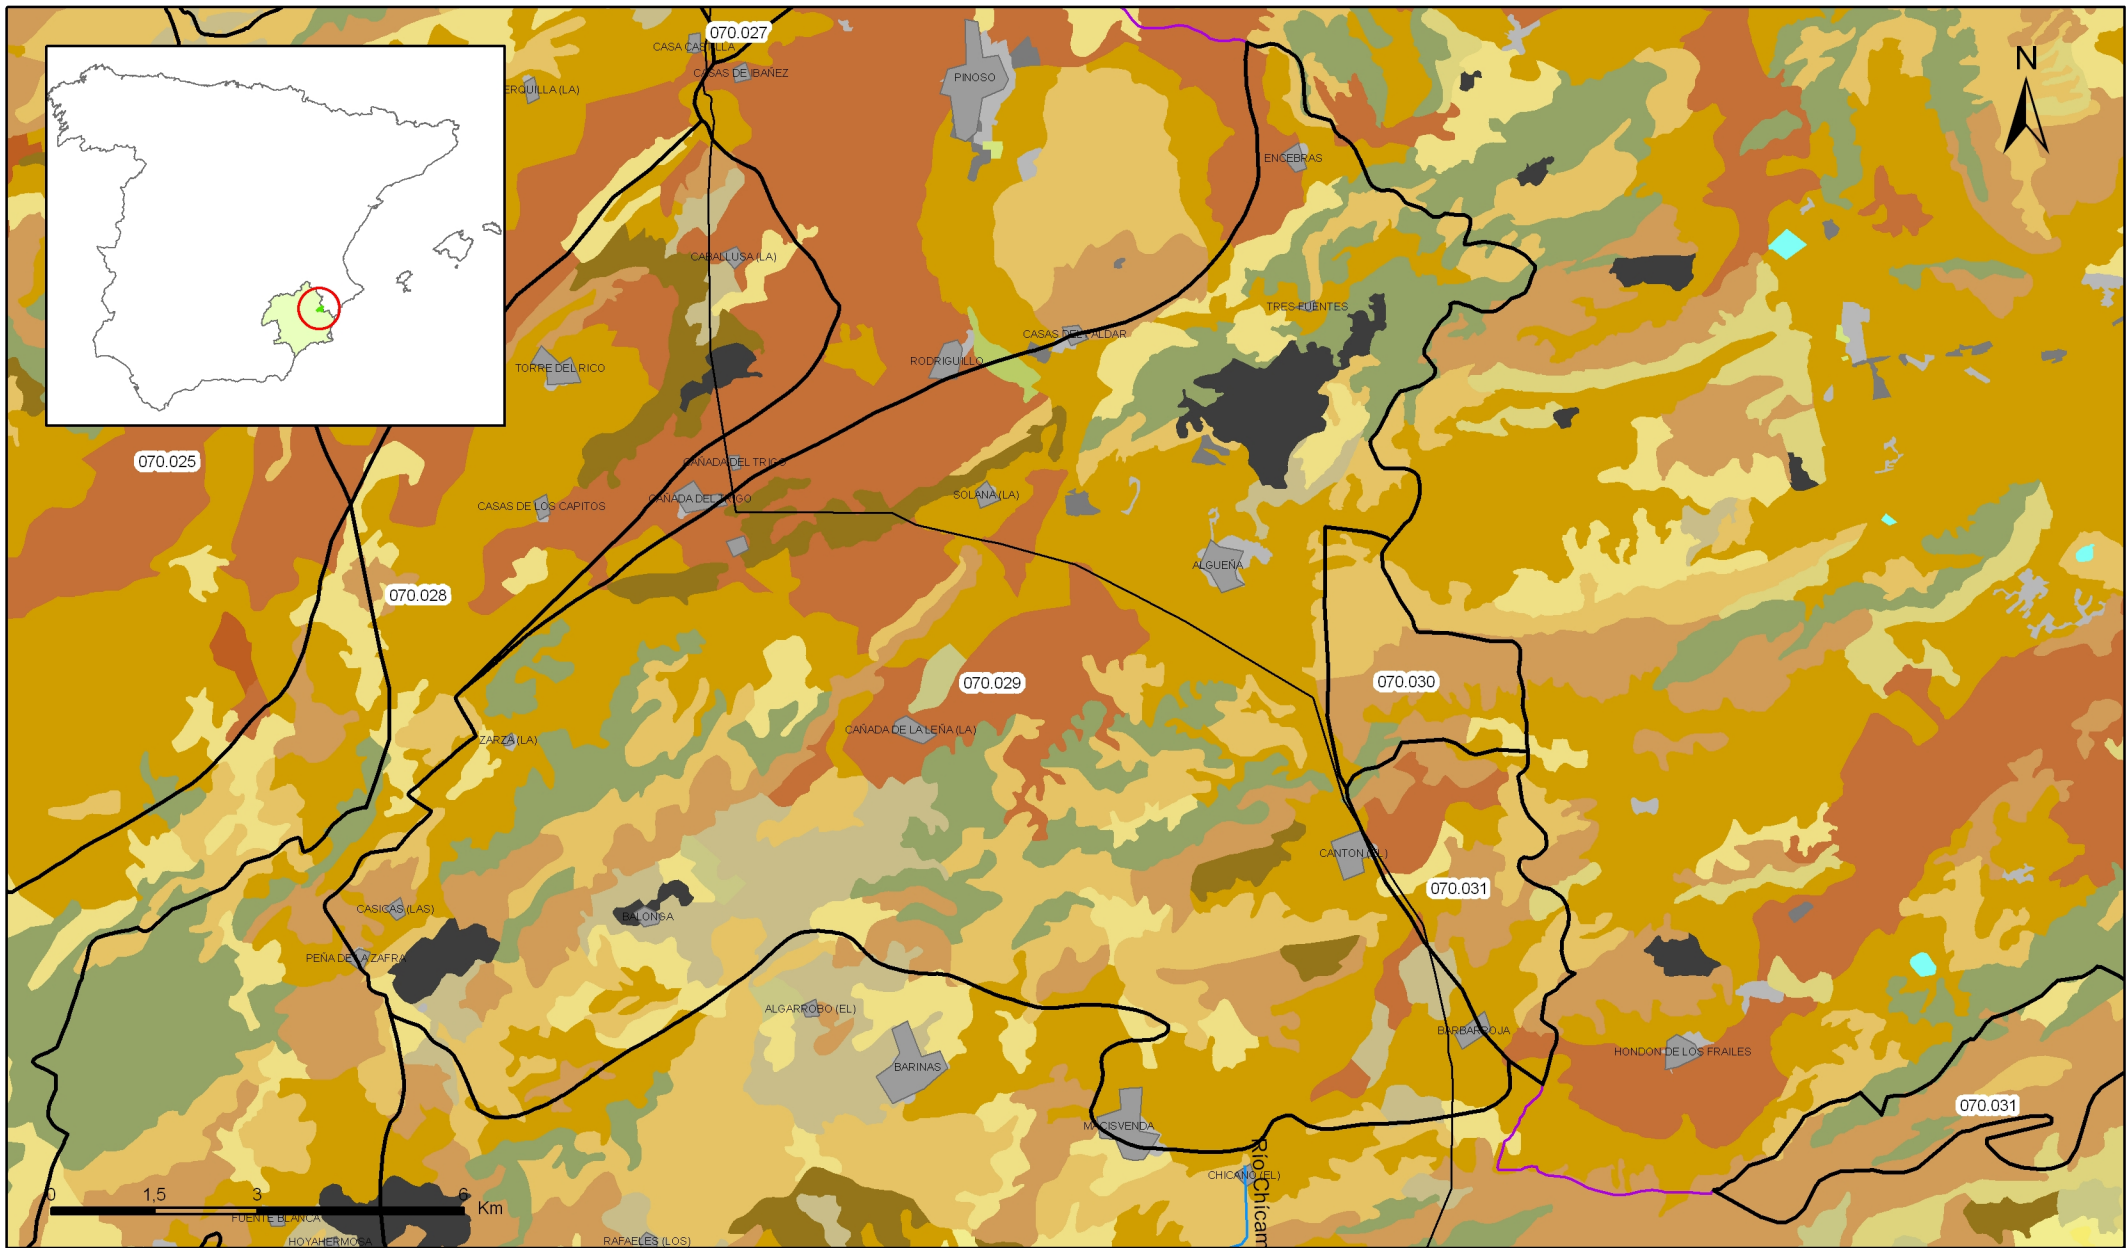 070.027
CASA CASTILLA
CASAS DE IBAÑEZ
ERQUILLA (LA)
PINOSO
N
ENCEBRAS
CABALLUSA (LA)
TRES FUENTES
CASAS DEL ALDAR
RODRIGUILLO
TORRE DEL RICO
070.025
CAÑADA DEL TRIGO
CAÑADA DEL TRIGO
SOLANA (LA)
CASAS DE LOS CAPITOS
ALGUEÑA
070.028
070.029
070.030
CAÑADA DE LA LEÑA (LA)
ZARZA (LA)
CANTON (EL)
070.031
CASICAS (LAS)
BALONGA
PEÑA DE LA ZAFRA
ALGARROBO (EL)
BARBARROJA
HONDON DE LOS FRAILES
BARINAS
070.031
MACISVENDA
CHICANO (EL)
Río Chícam
0 1,5 3 6
Km
FUENTE BLANCA
HOYAHERMOSA
RAFAELES (LOS)